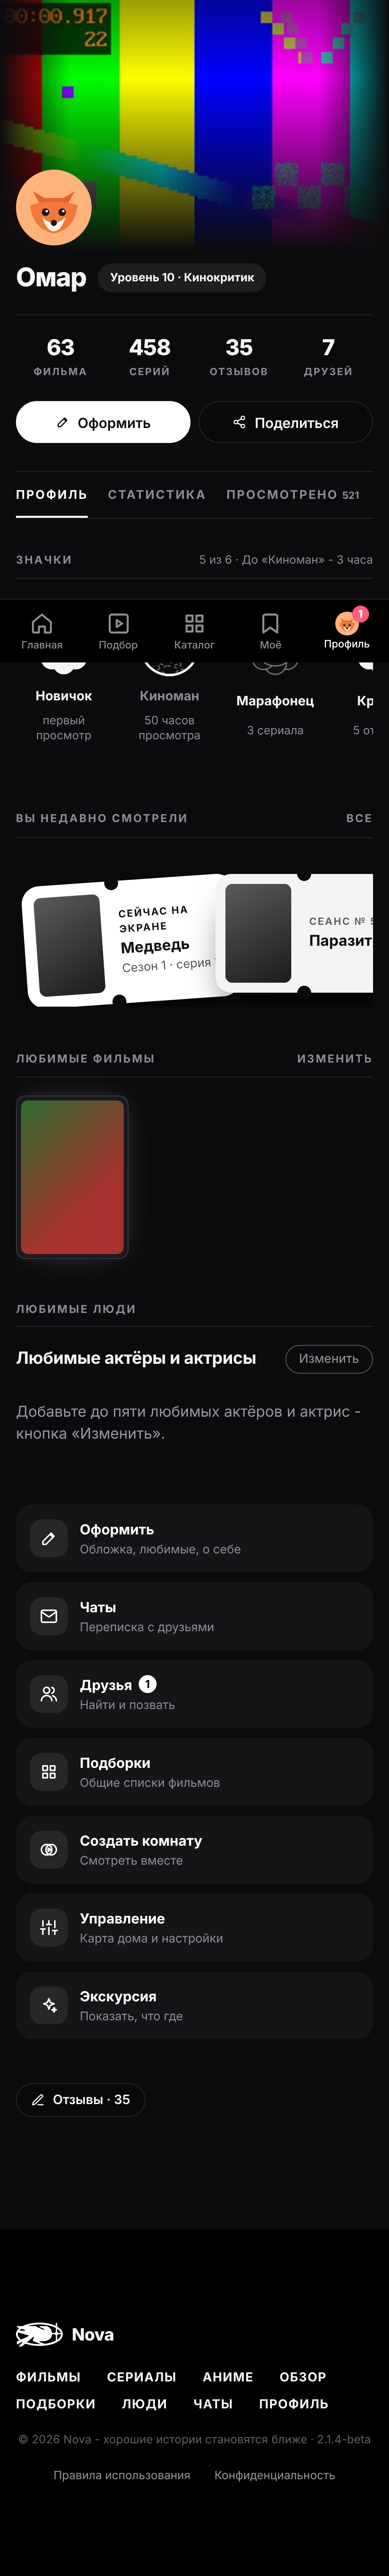 00:00.917
22
Омар
Уровень 10 · Кинокритик
63 458 35 7
ФИЛЬМА СЕРИЙ ОТЗЫВОВ ДРУЗЕЙ
Оформить Поделиться
ПРОФИЛЬ СТАТИСТИКА ПРОСМОТРЕНО 521
ЗНАЧКИ 5 из 6 · До «Киноман» - 3 часа
1
Главная Подбор Каталог Моё Профиль
Новичок Киноман Марафонец Кр
первый просмотр 50 часов просмотра 3 сериала 5 от
ВЫ НЕДАВНО СМОТРЕЛИ ВСЕ
СЕЙЧАС НА
ЭКРАНЕ
Медведь
Сезон 1 · серия
СЕАНС №
Паразит
ЛЮБИМЫЕ ФИЛЬМЫ ИЗМЕНИТЬ
ЛЮБИМЫЕ ЛЮДИ
Любимые актёры и актрисы Изменить
Добавьте до пяти любимых актёров и актрис -
кнопка «Изменить».
Оформить
Обложка, любимые, о себе
Чаты
Переписка с друзьями
Друзья 1
Найти и позвать
Подборки
Общие списки фильмов
Создать комнату
Смотреть вместе
Управление
Карта дома и настройки
Экскурсия
Показать, что где
Отзывы · 35
Nova
ФИЛЬМЫ СЕРИАЛЫ АНИМЕ ОБЗОР
ПОДБОРКИ ЛЮДИ ЧАТЫ ПРОФИЛЬ
© 2026 Nova - хорошие истории становятся ближе · 2.1.4-beta
Правила использования Конфиденциальность